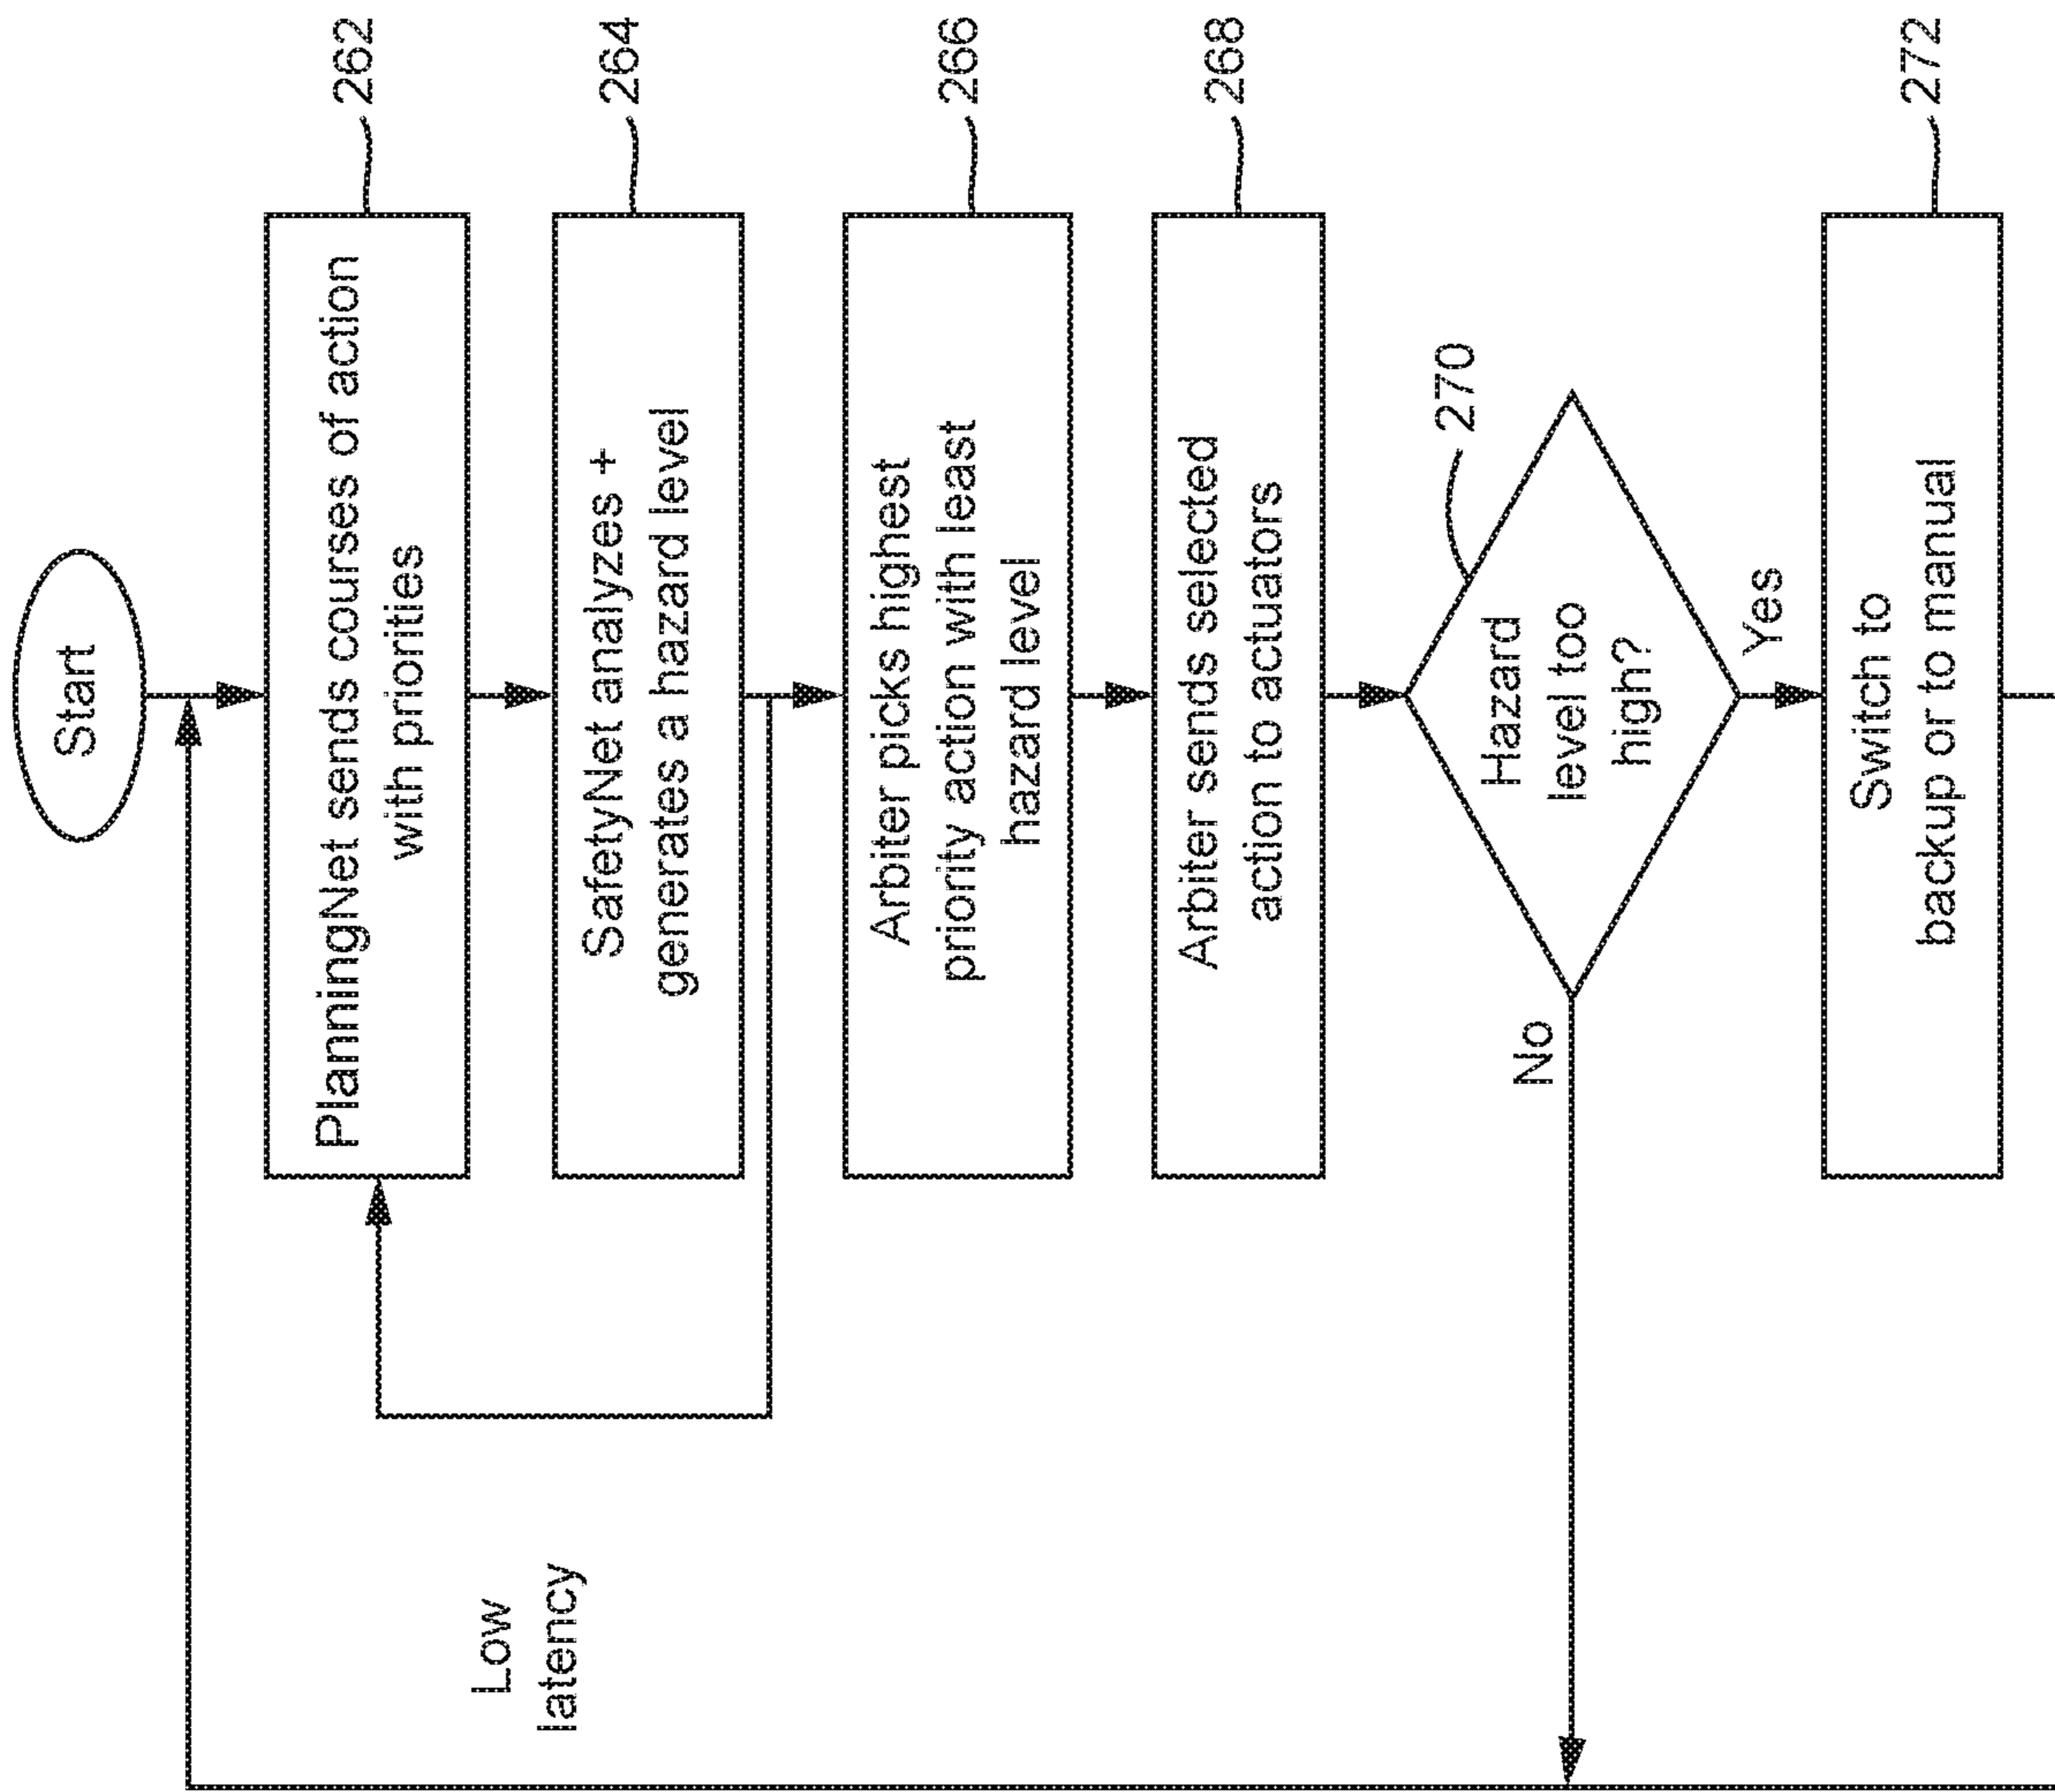 Start
PlanningNet sends courses of action
with priorities
262
SafetyNet analyzes +
generates a hazard level
264
Low
latency
Arbiter picks highest
priority action with least
hazard level
266
Arbiter sends selected
action to actuators
268
Hazard
level too
high?
270
No
Yes
Switch to
backup or to manual
272